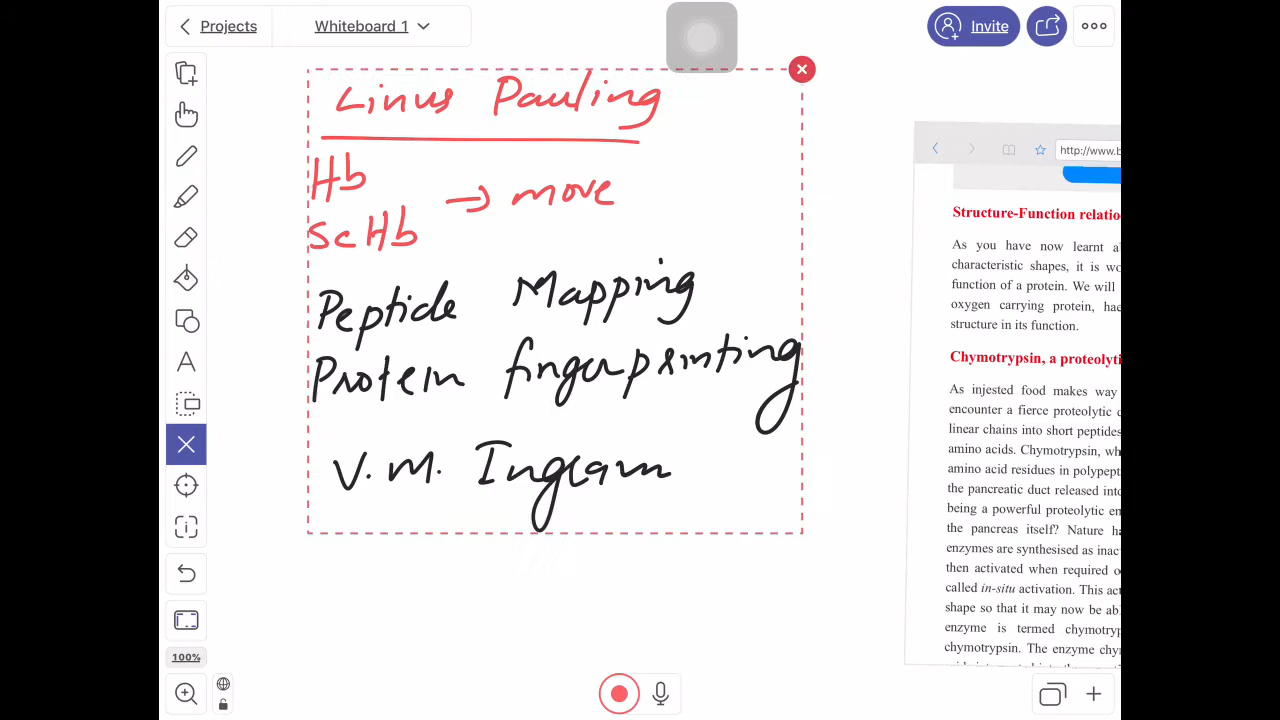 Projects
Whiteboard 1
Invite
Linus Pauling
Hb
ScHb → move
Peptide Mapping
Protein fingerprinting
V. M. Ingram
100%
http://www.b
Structure-Function relatio
As you have now learnt a
characteristic shapes, it is wo
function of a protein. We will
oxygen carrying protein, hae
structure in its function.
Chymotrypsin, a proteolyti
As injested food makes way
encounter a fierce proteolytic
linear chains into short peptides
amino acids. Chymotrypsin, wh
amino acid residues in polypept
the pancreatic duct released into
being a powerful proteolytic en
the pancreas itself? Nature ha
enzymes are synthesised as inac
then activated when required o
called in-situ activation. This ac
shape so that it may now be ab
enzyme is termed chymotryp
chymotrypsin. The enzyme chy